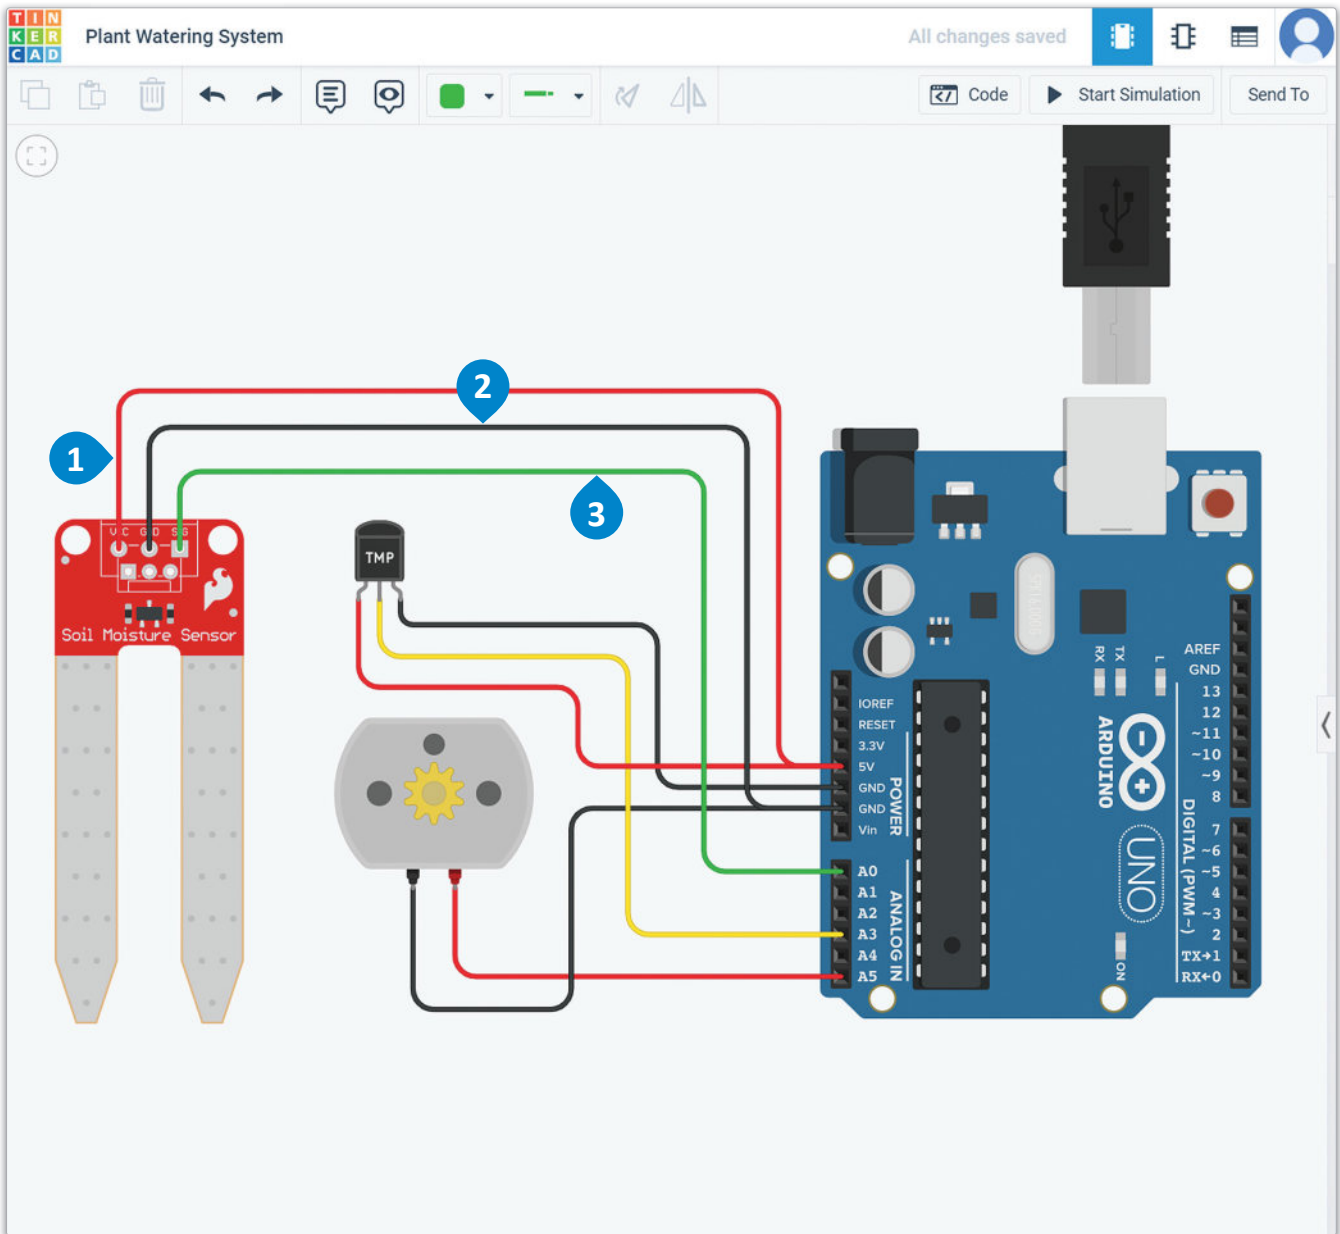 TINKERCAD
Plant Watering System
All changes saved
Code
Start Simulation
Send To
2
1
3
VCC GND SIG
Soil Moisture Sensor
TMP
RX
TX
L
AREF
GND
13
12
~11
~10
~9
8
7
~6
~5
4
~3
2
TX→1
RX←0
DIGITAL (PWM~)
ARDUINO
UNO
ON
IOREF
RESET
3.3V
5V
GND
GND
Vin
POWER
A0
A1
A2
A3
A4
A5
ANALOG IN